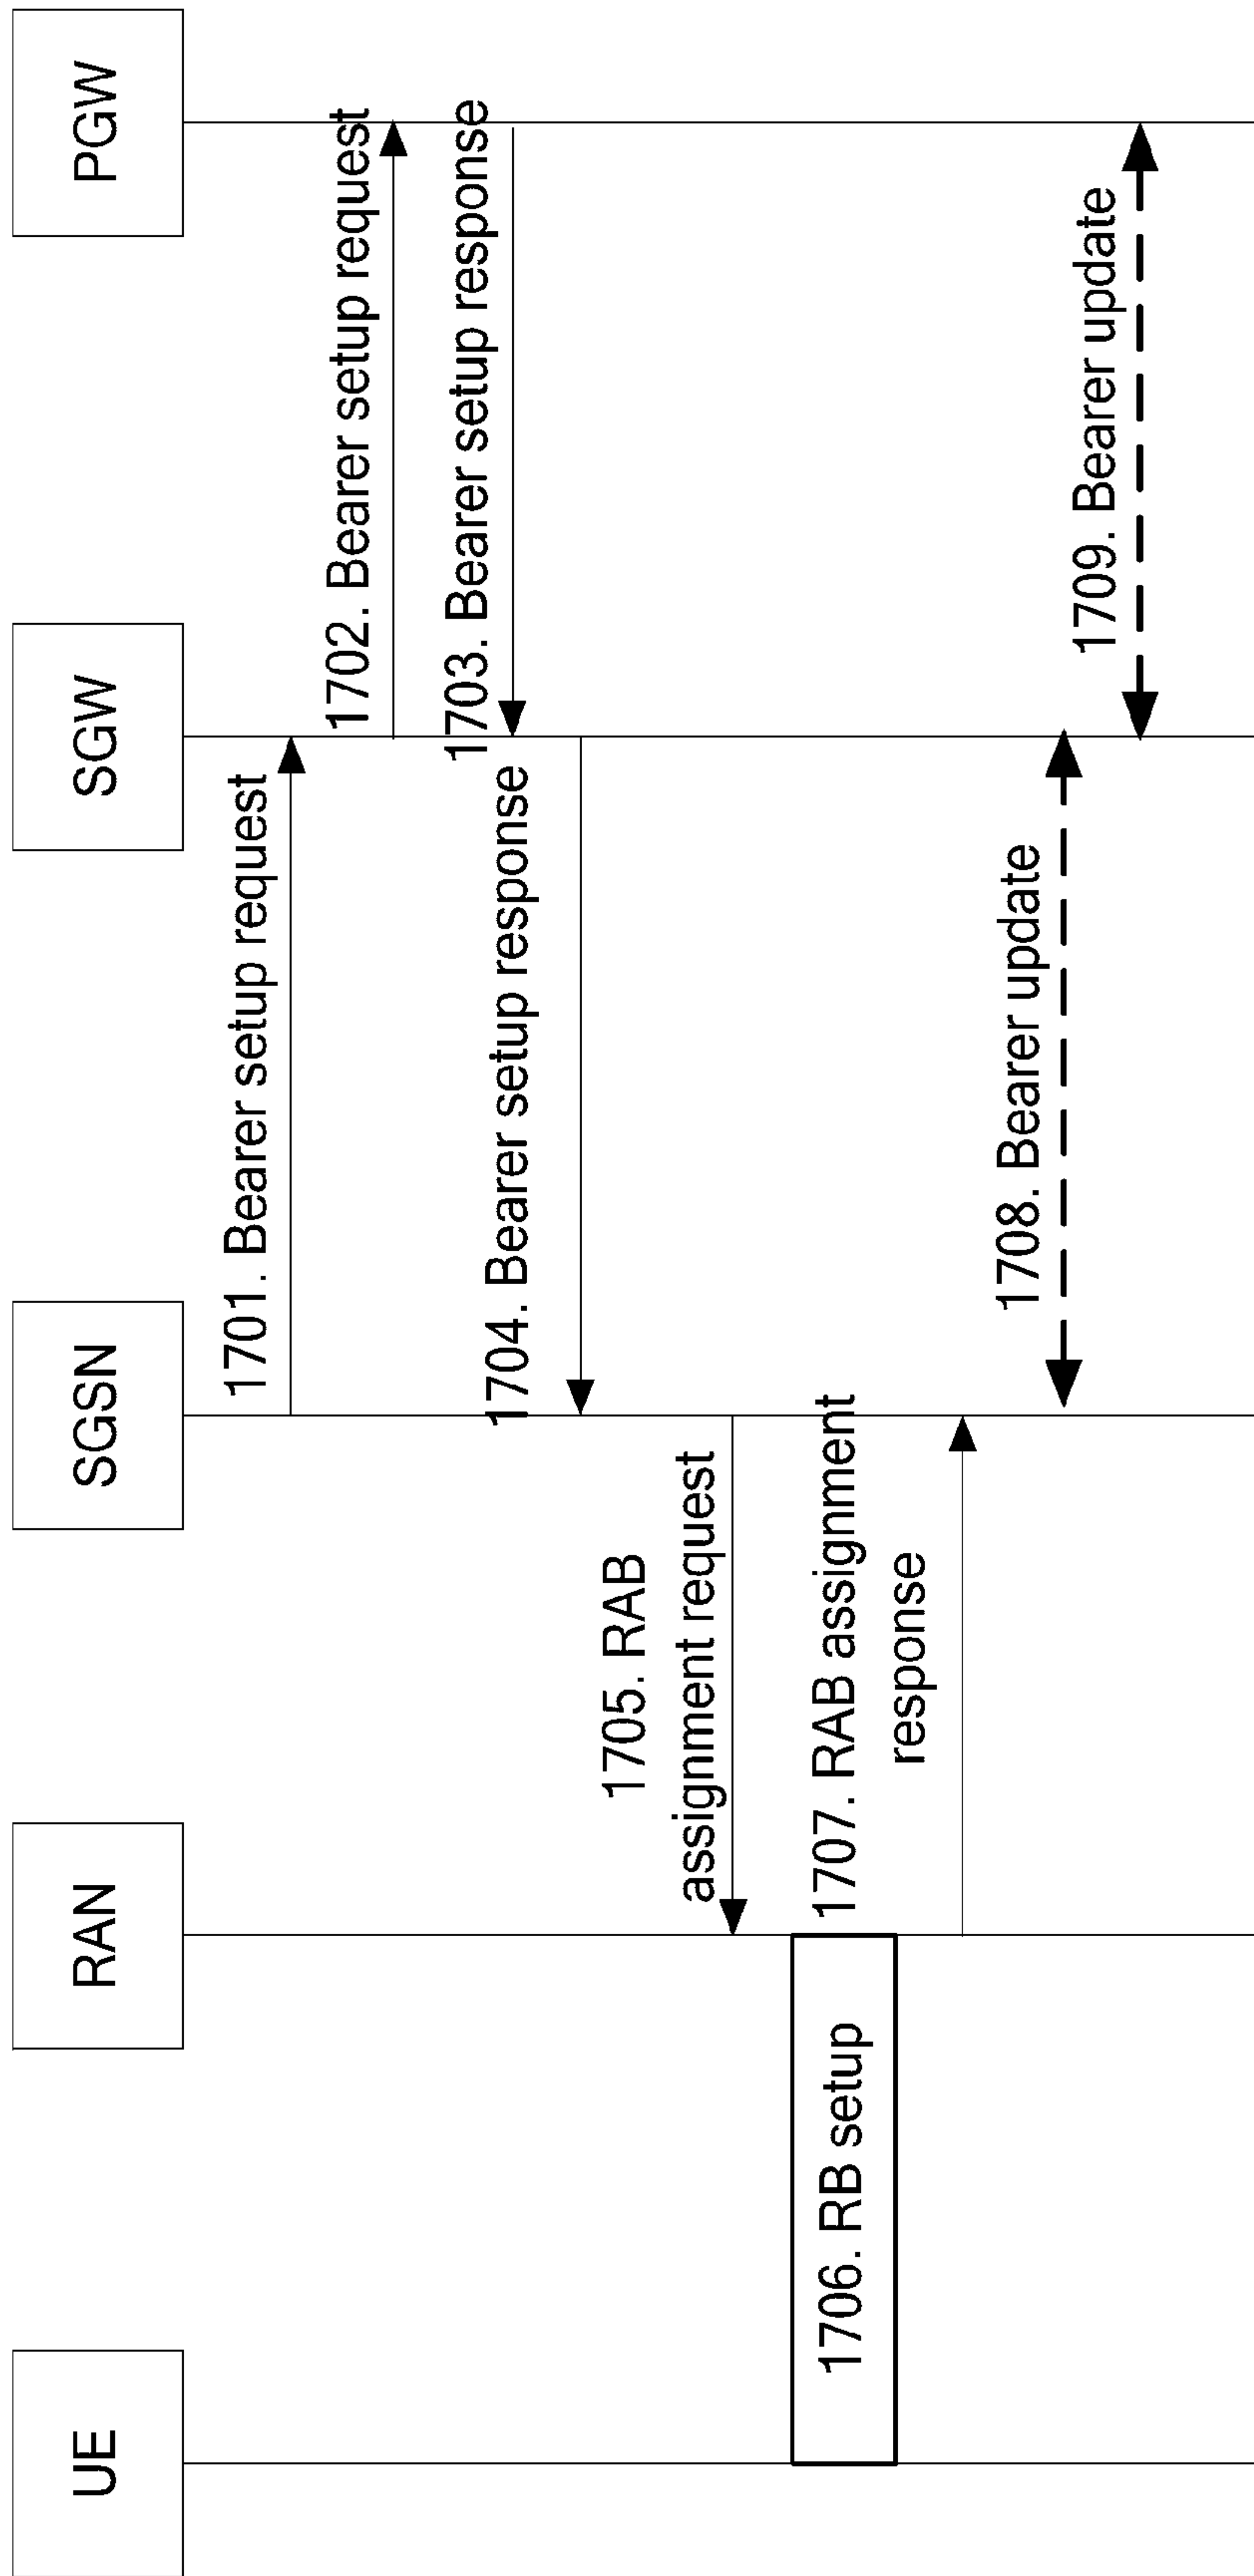 UE
RAN
SGSN
SGW
PGW
1701. Bearer setup request
1702. Bearer setup request
1703. Bearer setup response
1704. Bearer setup response
1705. RAB
assignment request
1706. RB setup
1707. RAB assignment
response
1708. Bearer update
1709. Bearer update